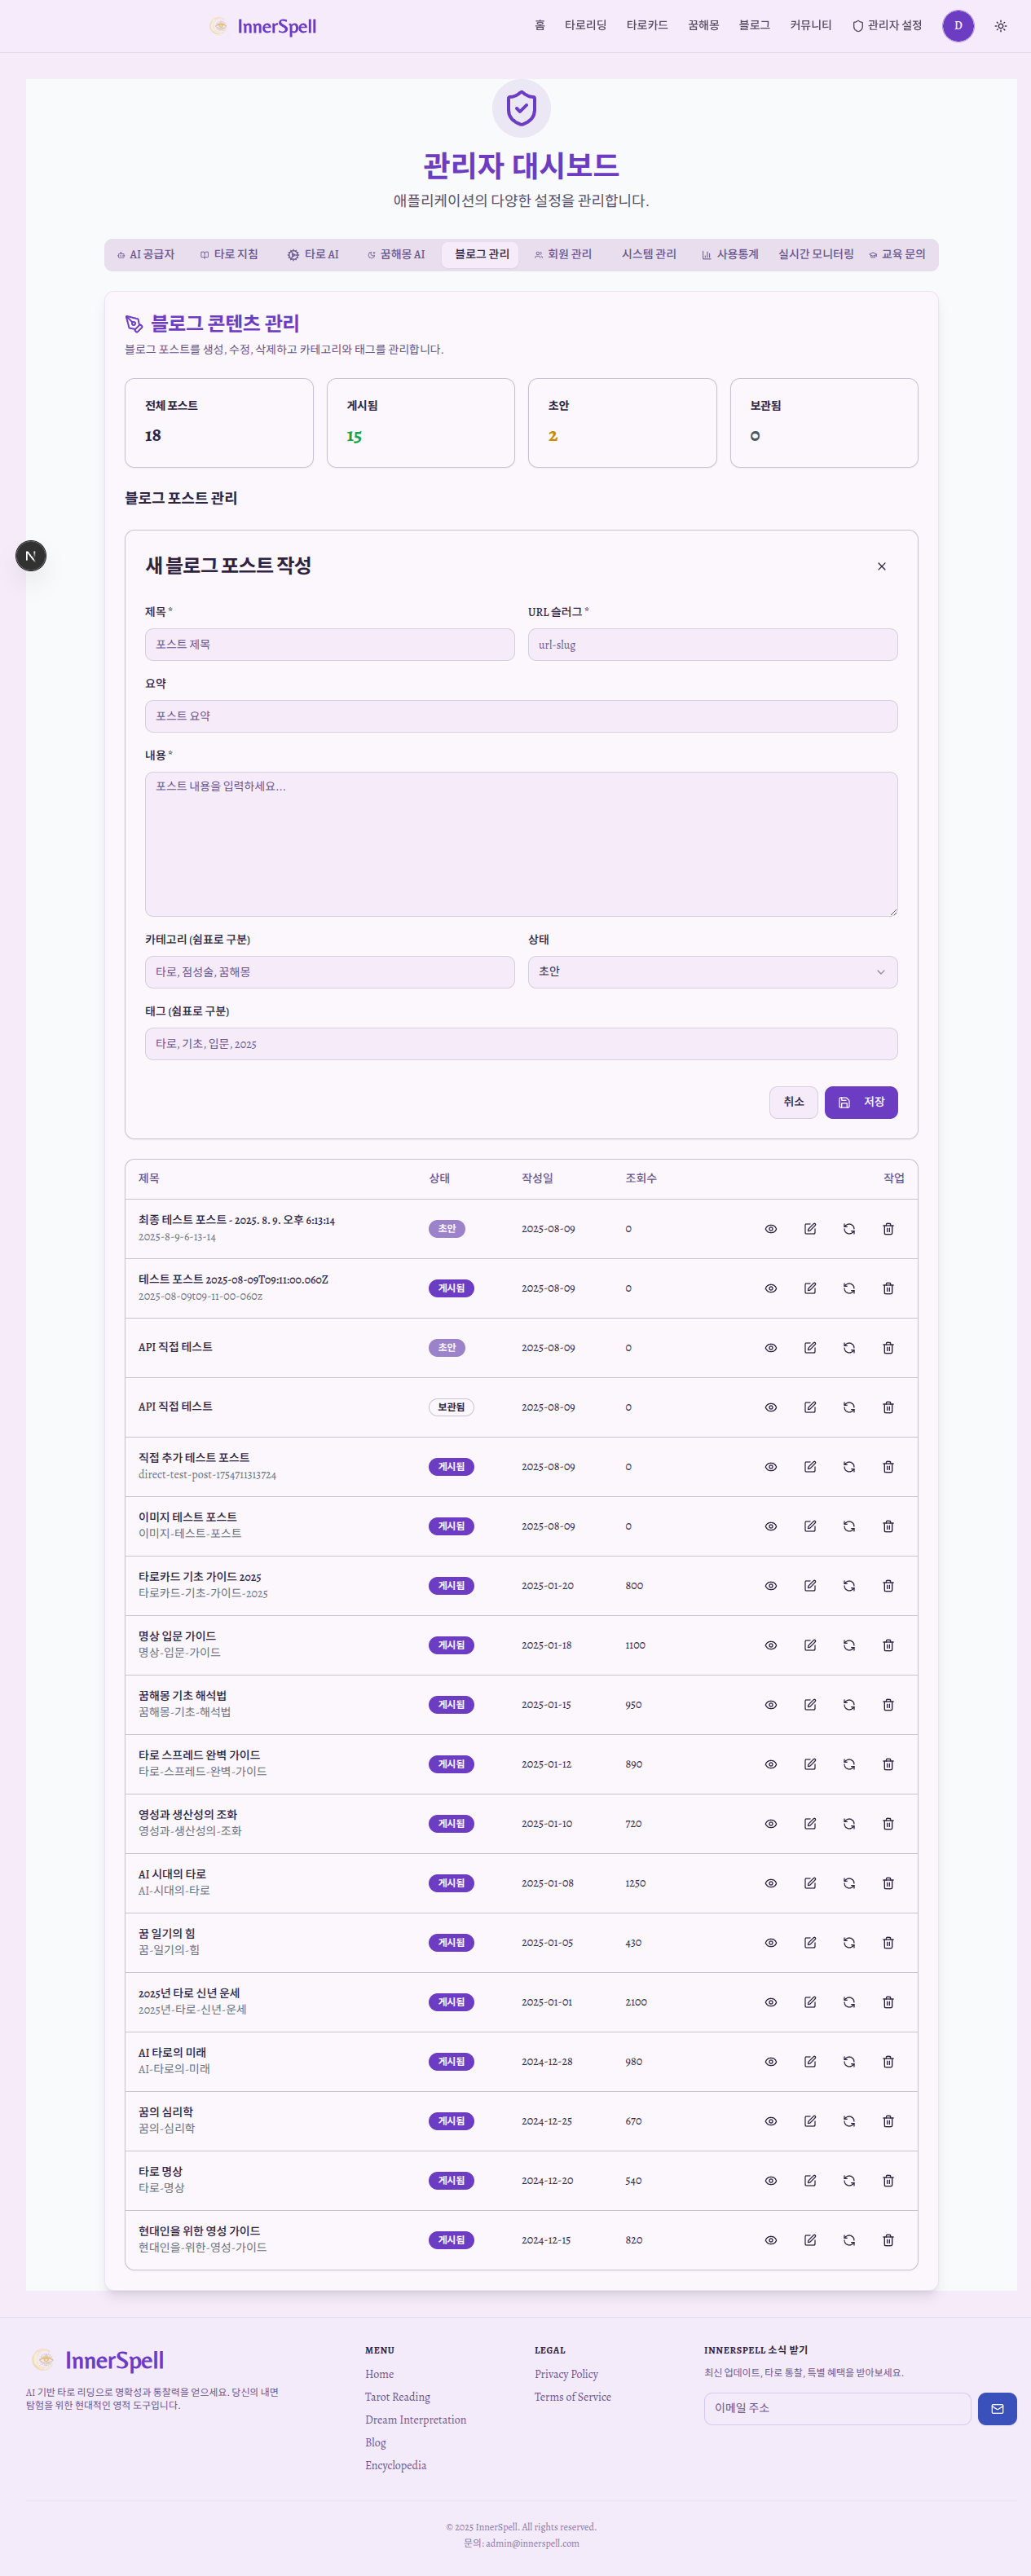 InnerSpell
홈 타로리딩 타로카드 꿈해몽 블로그 커뮤니티 관리자 설정 D
관리자 대시보드
애플리케이션의 다양한 설정을 관리합니다.
AI 공급자 타로 지침 타로 AI 꿈해몽 AI 블로그 관리 회원 관리 시스템 관리 사용통계 실시간 모니터링 교육 문의
블로그 콘텐츠 관리
블로그 포스트를 생성, 수정, 삭제하고 카테고리와 태그를 관리합니다.
전체 포스트 게시됨 초안 보관됨
18 15 2 0
블로그 포스트 관리
N
새 블로그 포스트 작성
제목 * URL 슬러그 *
포스트 제목 url-slug
요약
포스트 요약
내용 *
포스트 내용을 입력하세요...
카테고리 (쉼표로 구분) 상태
타로, 점성술, 꿈해몽 초안
태그 (쉼표로 구분)
타로, 기초, 입문, 2025
취소 저장
제목 상태 작성일 조회수 작업
최종 테스트 포스트 - 2025. 8. 9. 오후 6:13:14
2025-8-9-6-13-14
초안 2025-08-09 0
테스트 포스트 2025-08-09T09:11:00.060Z
2025-08-09t09-11-00-060z
게시됨 2025-08-09 0
API 직접 테스트 초안 2025-08-09 0
API 직접 테스트 보관됨 2025-08-09 0
직접 추가 테스트 포스트
direct-test-post-1754711313724
게시됨 2025-08-09 0
이미지 테스트 포스트
이미지-테스트-포스트
게시됨 2025-08-09 0
타로카드 기초 가이드 2025
타로카드-기초-가이드-2025
게시됨 2025-01-20 800
명상 입문 가이드
명상-입문-가이드
게시됨 2025-01-18 1100
꿈해몽 기초 해석법
꿈해몽-기초-해석법
게시됨 2025-01-15 950
타로 스프레드 완벽 가이드
타로-스프레드-완벽-가이드
게시됨 2025-01-12 890
영성과 생산성의 조화
영성과-생산성의-조화
게시됨 2025-01-10 720
AI 시대의 타로
AI-시대의-타로
게시됨 2025-01-08 1250
꿈 일기의 힘
꿈-일기의-힘
게시됨 2025-01-05 430
2025년 타로 신년 운세
2025년-타로-신년-운세
게시됨 2025-01-01 2100
AI 타로의 미래
AI-타로의-미래
게시됨 2024-12-28 980
꿈의 심리학
꿈의-심리학
게시됨 2024-12-25 670
타로 명상
타로-명상
게시됨 2024-12-20 540
현대인을 위한 영성 가이드
현대인을-위한-영성-가이드
게시됨 2024-12-15 820
InnerSpell
AI 기반 타로 리딩으로 명확성과 통찰력을 얻으세요. 당신의 내면
탐험을 위한 현대적인 영적 도구입니다.
MENU
Home
Tarot Reading
Dream Interpretation
Blog
Encyclopedia
LEGAL
Privacy Policy
Terms of Service
INNERSPELL 소식 받기
최신 업데이트, 타로 통찰, 특별 혜택을 받아보세요.
이메일 주소
© 2025 InnerSpell. All rights reserved.
문의: admin@innerspell.com